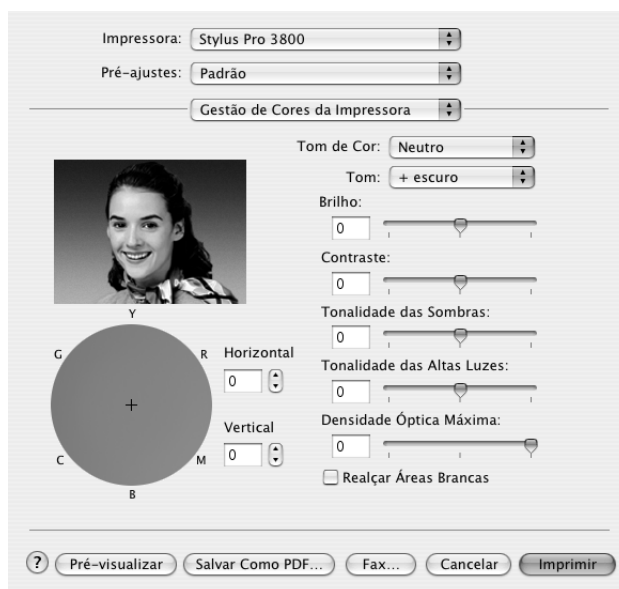 Impressora: Stylus Pro 3800
Pré-ajustes: Padrão
Gestão de Cores da Impressora
Tom de Cor: Neutro
Tom: + escuro
Brilho:
0
Contraste:
0
Tonalidade das Sombras:
0
Tonalidade das Altas Luzes:
0
Densidade Óptica Máxima:
0
Realçar Áreas Brancas
Y
G R
C M
B
Horizontal
0
Vertical
0
? Pré-visualizar Salvar Como PDF... Fax... Cancelar Imprimir